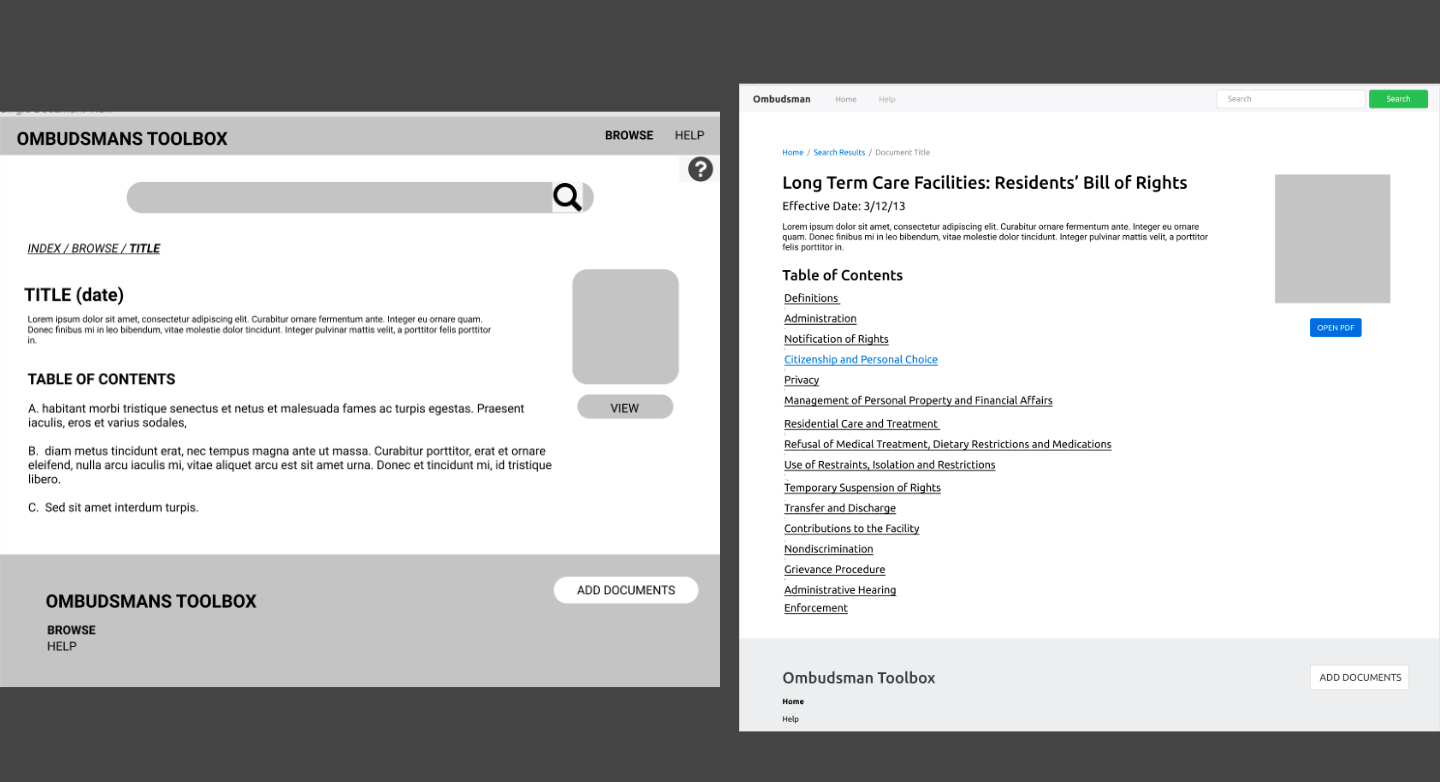 OMBUDSMANS TOOLBOX
BROWSE
HELP
?
INDEX / BROWSE / TITLE
TITLE (date)
Lorem ipsum dolor sit amet, consectetur adipiscing elit. Curabitur ornare fermentum ante. Integer eu ornare quam.
Donec finibus mi in leo bibendum, vitae molestie dolor tincidunt. Integer pulvinar mattis velit, a porttitor felis porttitor
in.
TABLE OF CONTENTS
A. habitant morbi tristique senectus et netus et malesuada fames ac turpis egestas. Praesent
iaculis, eros et varius sodales,
B. diam metus tincidunt erat, nec tempus magna ante ut massa. Curabitur porttitor, erat et ornare
eleifend, nulla arcu iaculis mi, vitae aliquet arcu est sit amet urna. Donec et tincidunt mi, id tristique
libero.
C. Sed sit amet interdum turpis.
VIEW
OMBUDSMANS TOOLBOX
BROWSE
HELP
ADD DOCUMENTS
Ombudsman
Home
Help
Search
Search
Home / Search Results / Document Title
Long Term Care Facilities: Residents' Bill of Rights
Effective Date: 3/12/13
Lorem ipsum dolor sit amet, consectetur adipiscing elit. Curabitur ornare fermentum ante. Integer eu ornare
quam. Donec finibus mi in leo bibendum, vitae molestie dolor tincidunt. Integer pulvinar mattis velit, a porttitor
felis porttitor in.
Table of Contents
Definitions
Administration
Notification of Rights
Citizenship and Personal Choice
Privacy
Management of Personal Property and Financial Affairs
Residential Care and Treatment
Refusal of Medical Treatment, Dietary Restrictions and Medications
Use of Restraints, Isolation and Restrictions
Temporary Suspension of Rights
Transfer and Discharge
Contributions to the Facility
Nondiscrimination
Grievance Procedure
Administrative Hearing
Enforcement
OPEN PDF
Ombudsman Toolbox
Home
Help
ADD DOCUMENTS